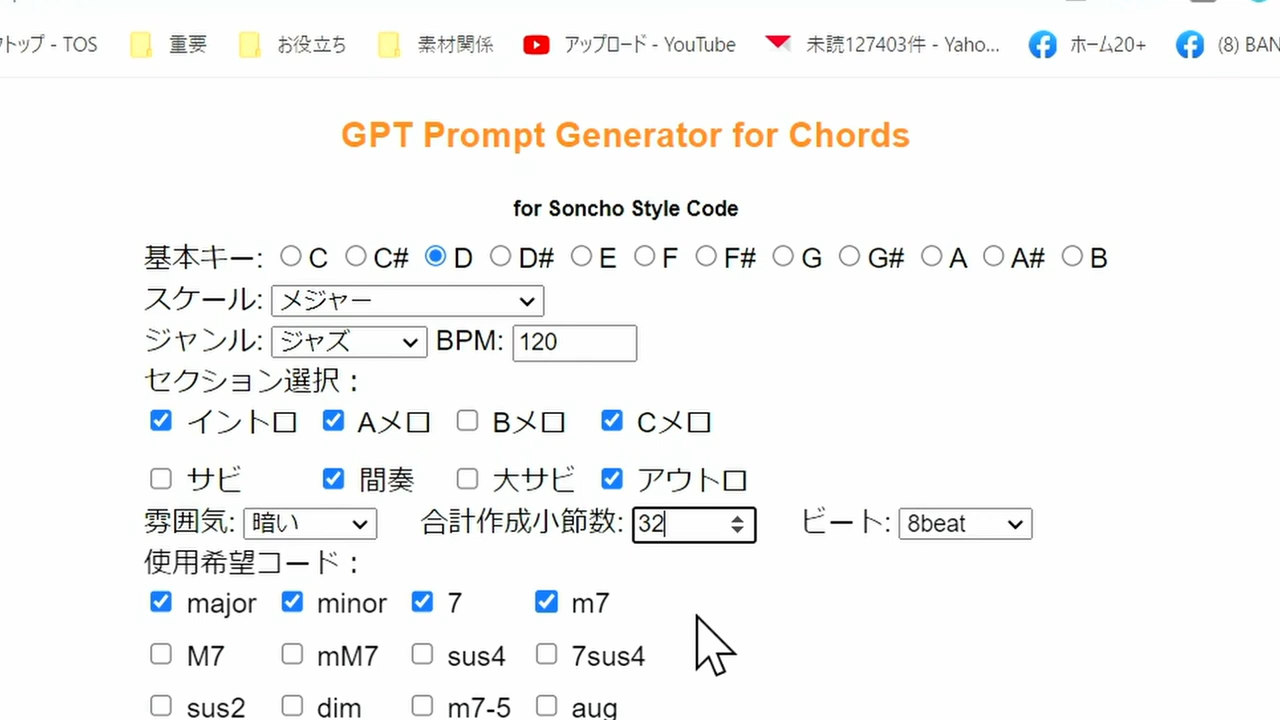 トップ - TOS 重要 お役立ち 素材関係 アップロード - YouTube 未読127403件 - Yaho... ホーム20+ (8) BAN
GPT Prompt Generator for Chords
for Soncho Style Code
基本キー: C C# D D# E F F# G G# A A# B
スケール: メジャー
ジャンル: ジャズ BPM: 120
セクション選択：
イントロ Aメロ Bメロ Cメロ
サビ 間奏 大サビ アウトロ
雰囲気: 暗い 合計作成小節数: 32 ビート: 8beat
使用希望コード：
major minor 7 m7
M7 mM7 sus4 7sus4
sus2 dim m7-5 aug